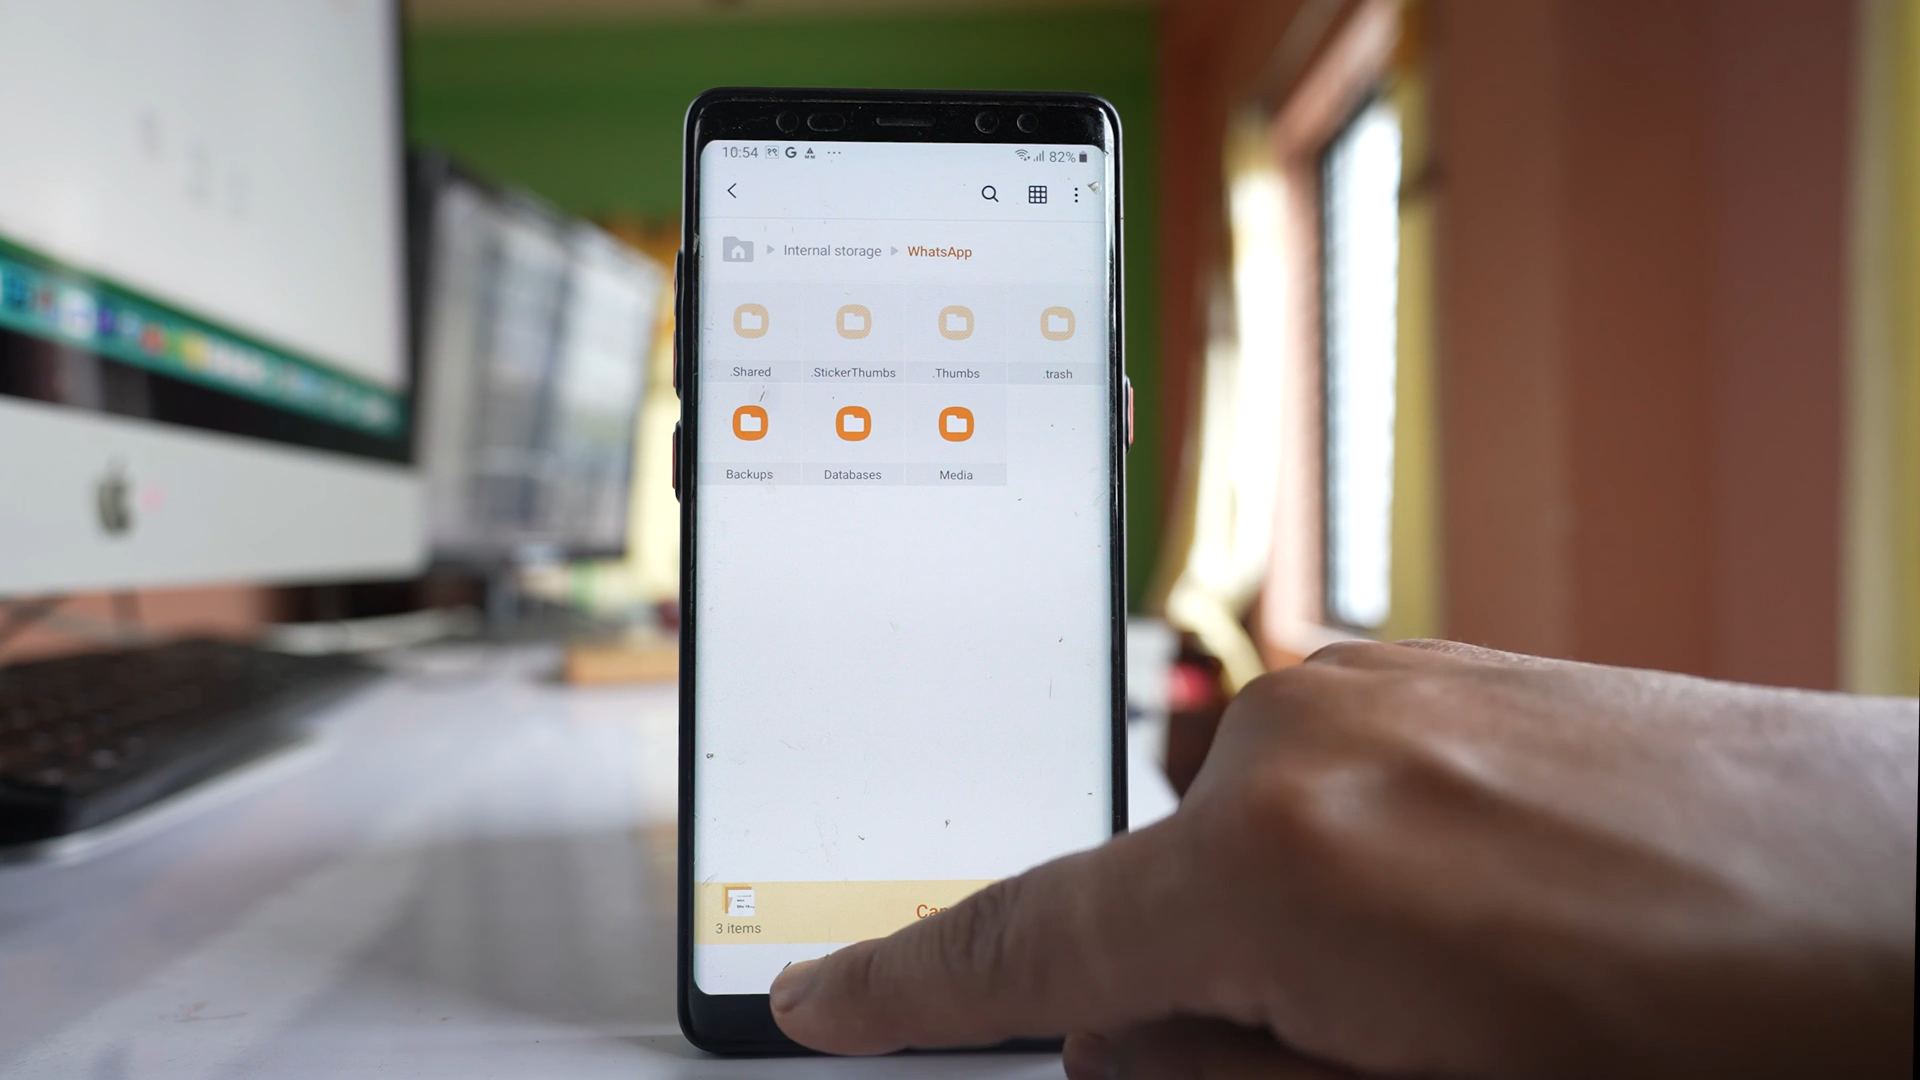 10:54 82%
Internal storage WhatsApp
.Shared .StickerThumbs .Thumbs .trash
Backups Databases Media
3 items